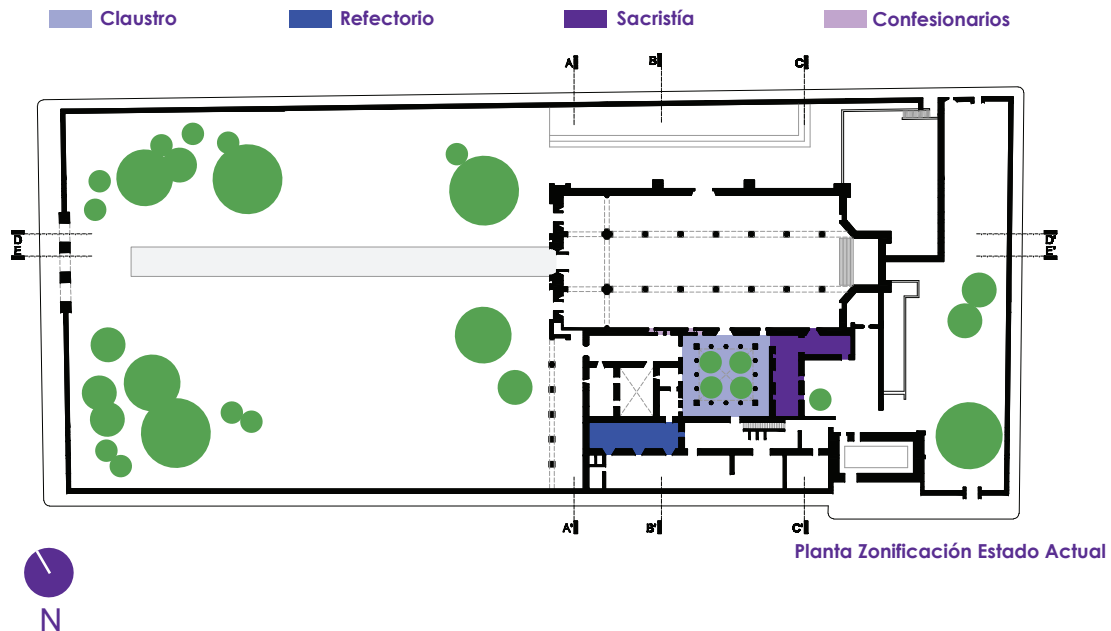 Claustro Refectorio Sacristía Confesionarios
A B C
D D'
E E'
A' B' C'
Planta Zonificación Estado Actual
N